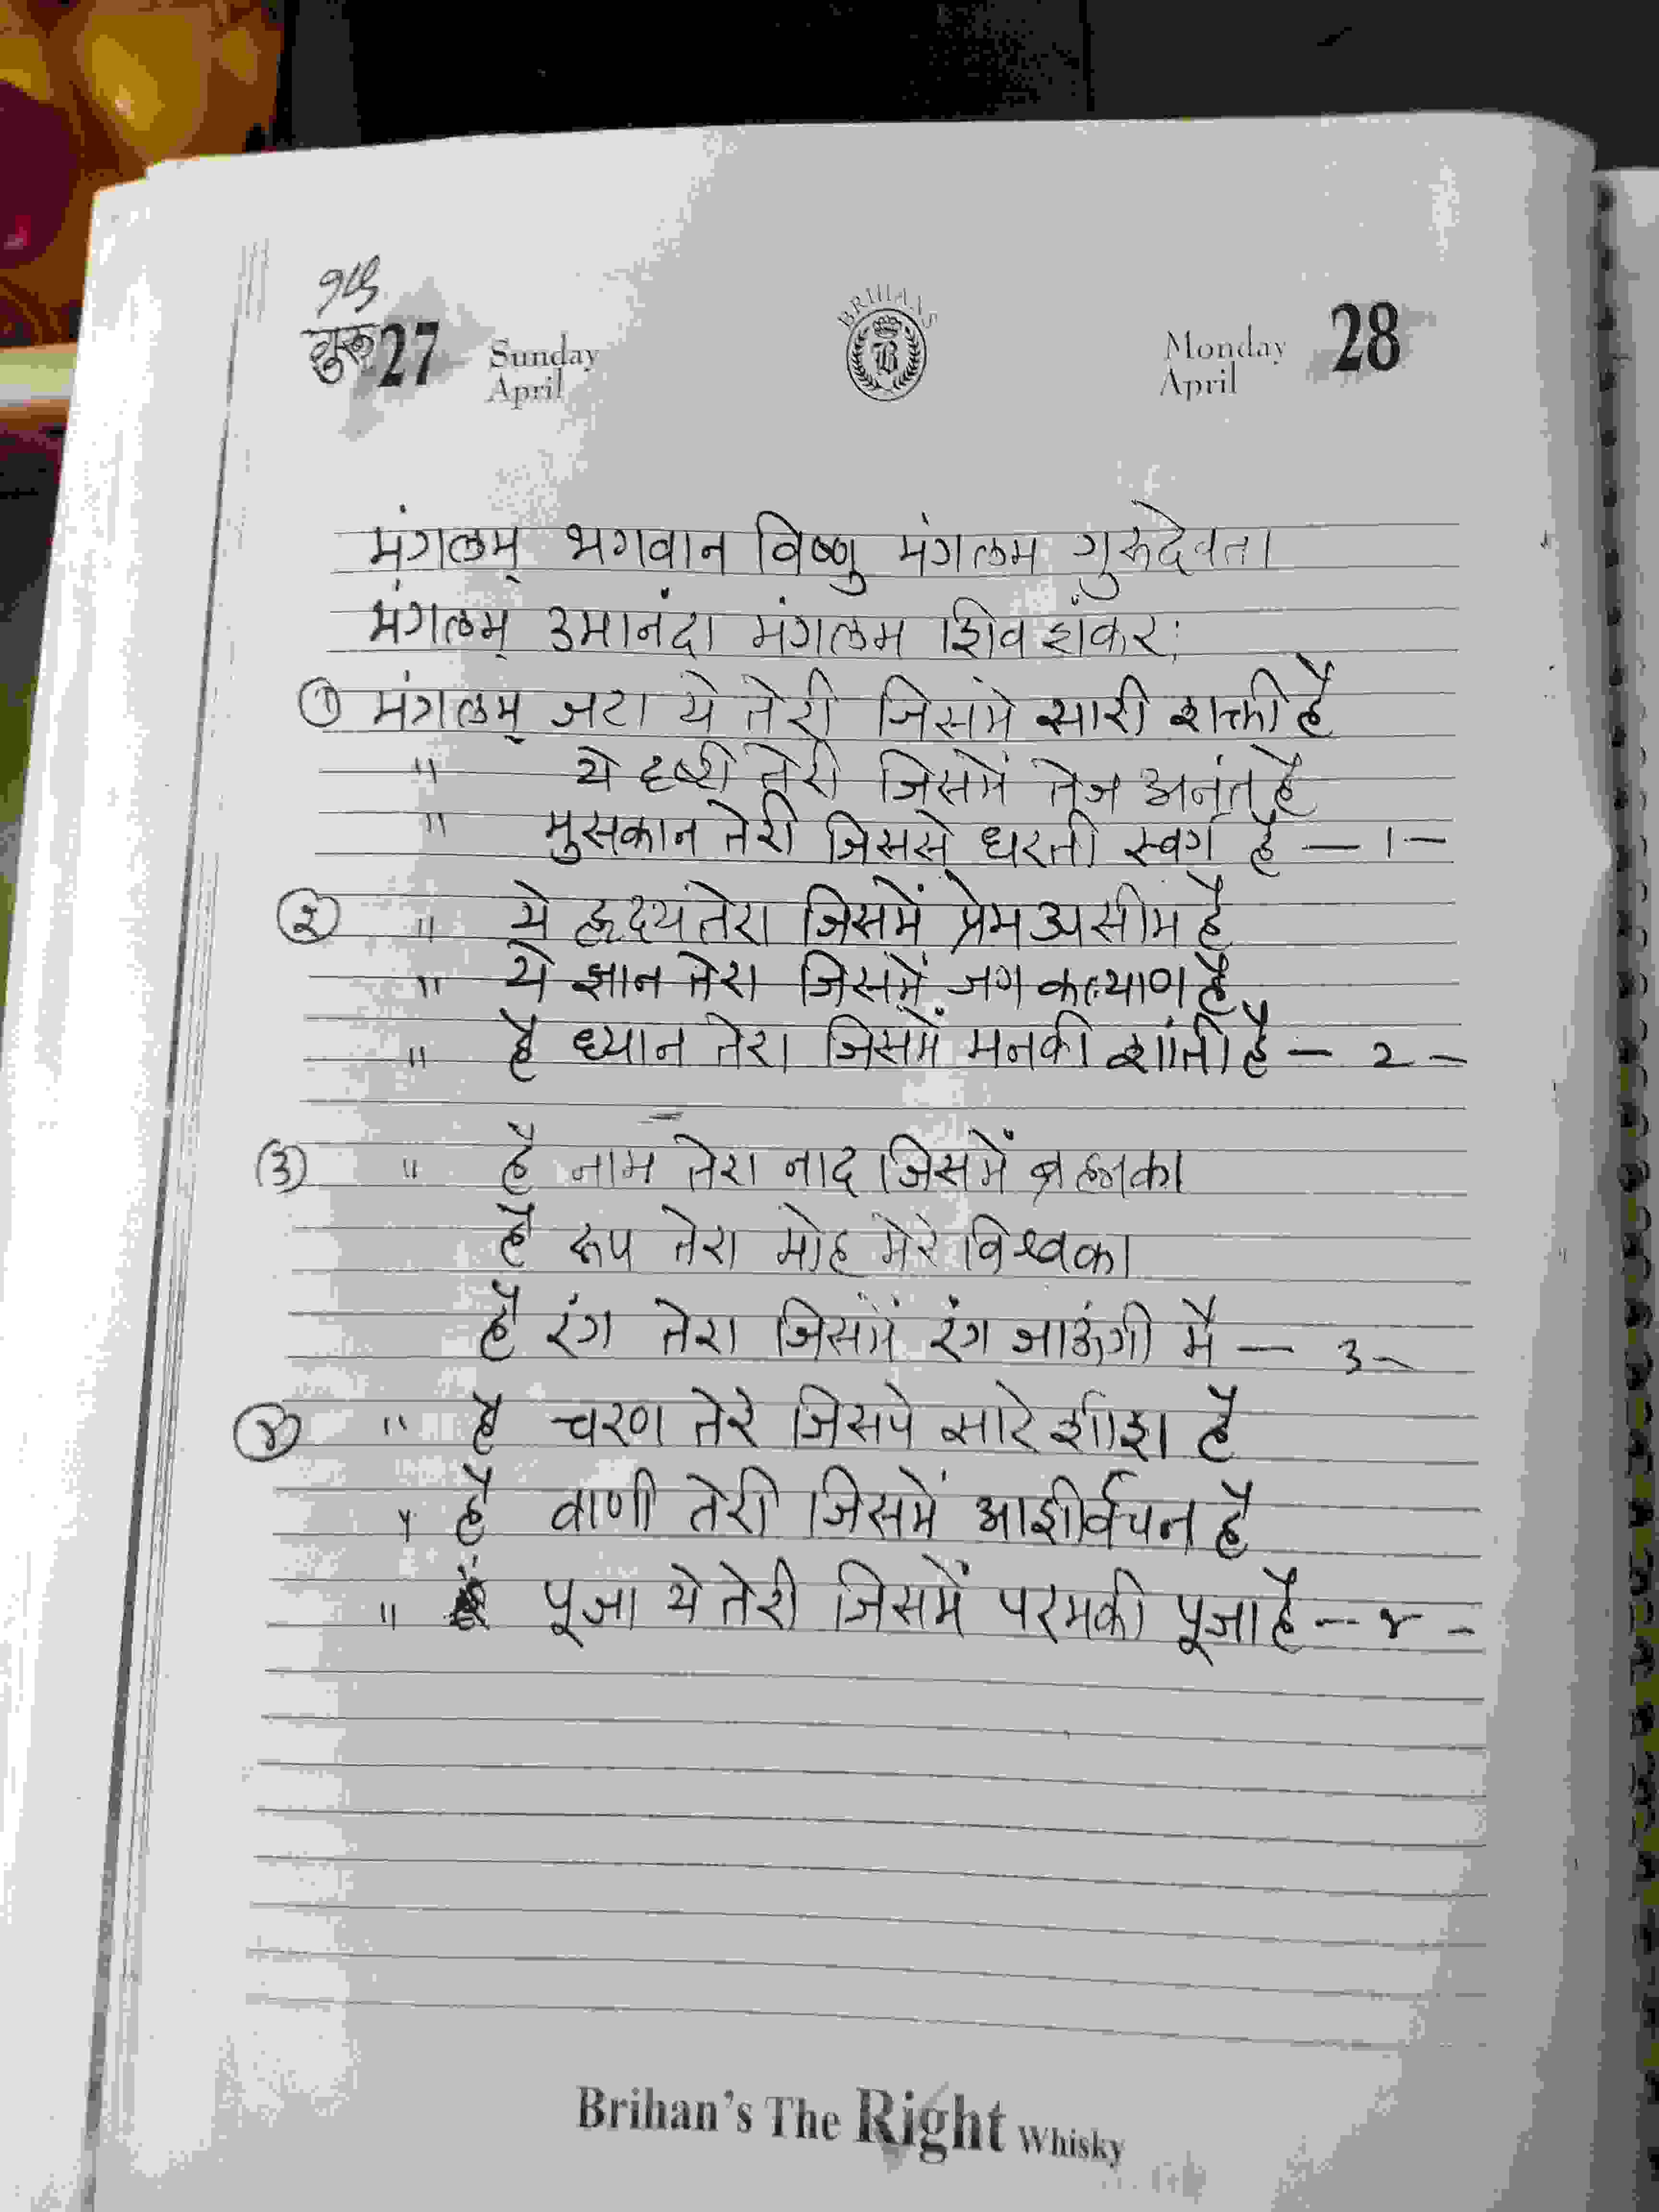 गुरू 27 Sunday April
BRIHANS
B
Monday April 28
मंगलम् भगवान विष्णु मंगलम गुरूदेवता
मंगलम् उमानंदा मंगलम शिव शंकर:
① मंगलम् जटा ये तेरी जिसमे सारी शक्ती है
" ये दृष्टी तेरी जिसमें तेज अनंत है
" मुसकान तेरी जिससे धरती स्वर्ग है — १ —
② " ये हृदय तेरा जिसमें प्रेम असीम है
" ये ज्ञान तेरा जिसमें जग कल्याण है
" है ध्यान तेरा जिसमें मनकी शांती है — २ —
③ " है नाम तेरा नाद जिसमें ब्रह्मका
है रूप तेरा मोह मेरे विश्वका
है रंग तेरा जिसमें रंग जाऊंगी मै — ३ —
④ " है चरण तेरे जिसपे सारे शीश है
" है वाणी तेरी जिसमें आशीर्वचन है
" पूजा ये तेरी जिसमें परमकी पूजा है — ४ —
Brihan's The Right Whisky